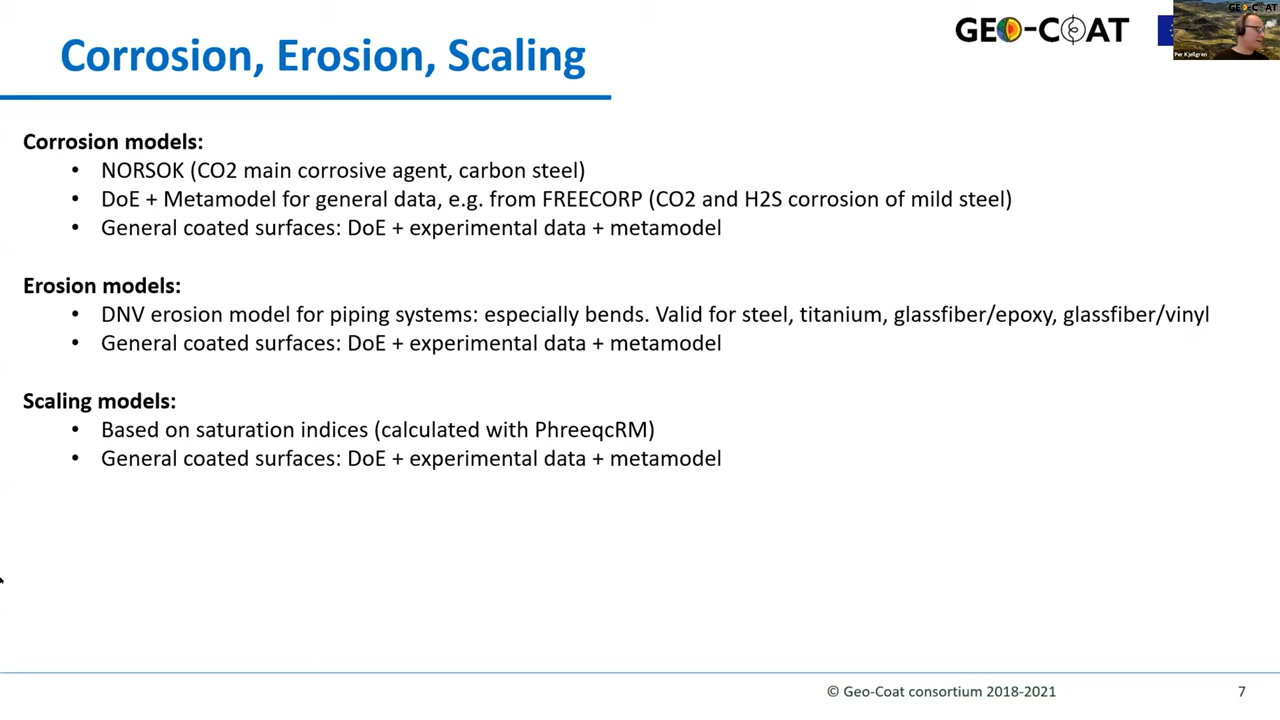 Corrosion, Erosion, Scaling
GEO-COAT
GEO-COAT
Per Kjellgren
Corrosion models:
• NORSOK (CO2 main corrosive agent, carbon steel)
• DoE + Metamodel for general data, e.g. from FREECORP (CO2 and H2S corrosion of mild steel)
• General coated surfaces: DoE + experimental data + metamodel
Erosion models:
• DNV erosion model for piping systems: especially bends. Valid for steel, titanium, glassfiber/epoxy, glassfiber/vinyl
• General coated surfaces: DoE + experimental data + metamodel
Scaling models:
• Based on saturation indices (calculated with PhreeqcRM)
• General coated surfaces: DoE + experimental data + metamodel
© Geo-Coat consortium 2018-2021
7